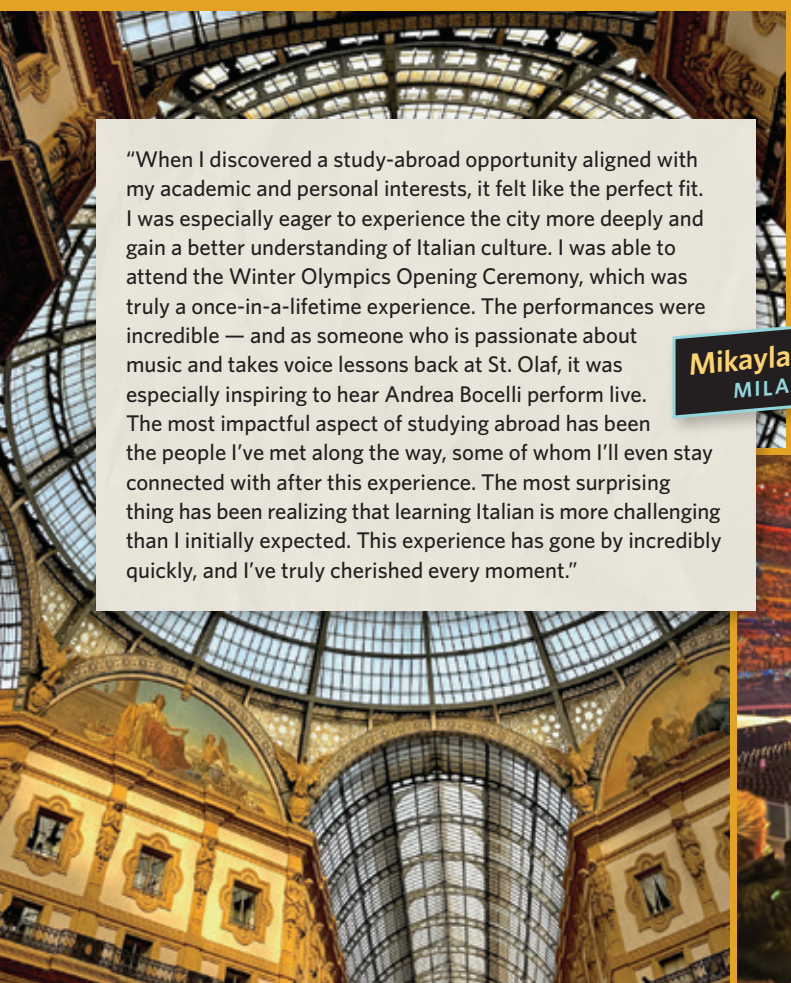 “When I discovered a study-abroad opportunity aligned with
my academic and personal interests, it felt like the perfect fit.
I was especially eager to experience the city more deeply and
gain a better understanding of Italian culture. I was able to
attend the Winter Olympics Opening Ceremony, which was
truly a once-in-a-lifetime experience. The performances were
incredible — and as someone who is passionate about
music and takes voice lessons back at St. Olaf, it was
especially inspiring to hear Andrea Bocelli perform live.
The most impactful aspect of studying abroad has been
the people I’ve met along the way, some of whom I’ll even stay
connected with after this experience. The most surprising
thing has been realizing that learning Italian is more challenging
than I initially expected. This experience has gone by incredibly
quickly, and I’ve truly cherished every moment.”
Mikayla
MILA